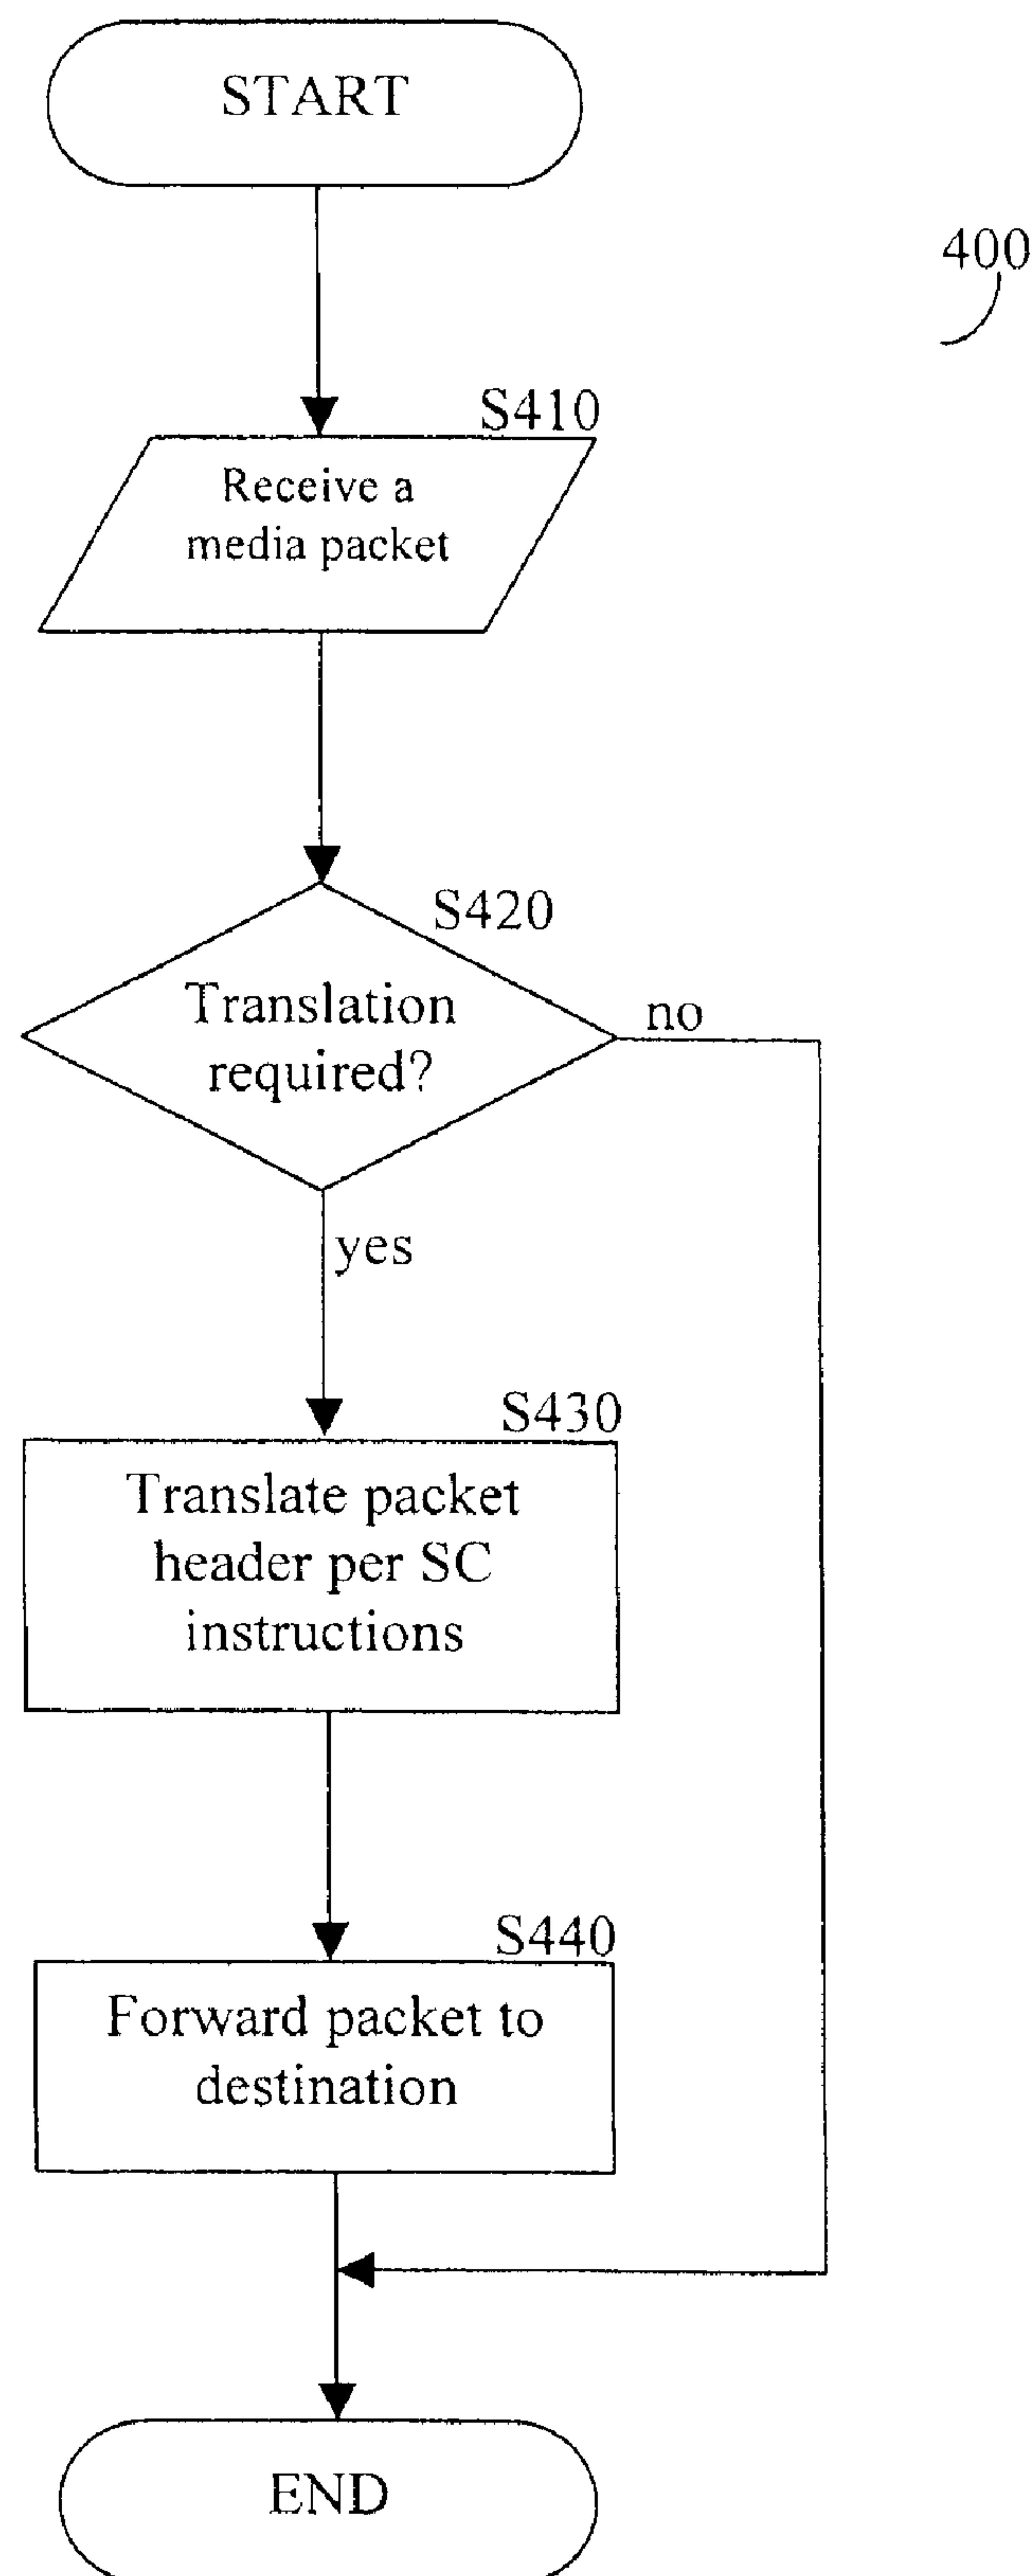 START
400
S410
Receive a
media packet
S420
Translation
required?
no
yes
S430
Translate packet
header per SC
instructions
S440
Forward packet to
destination
END